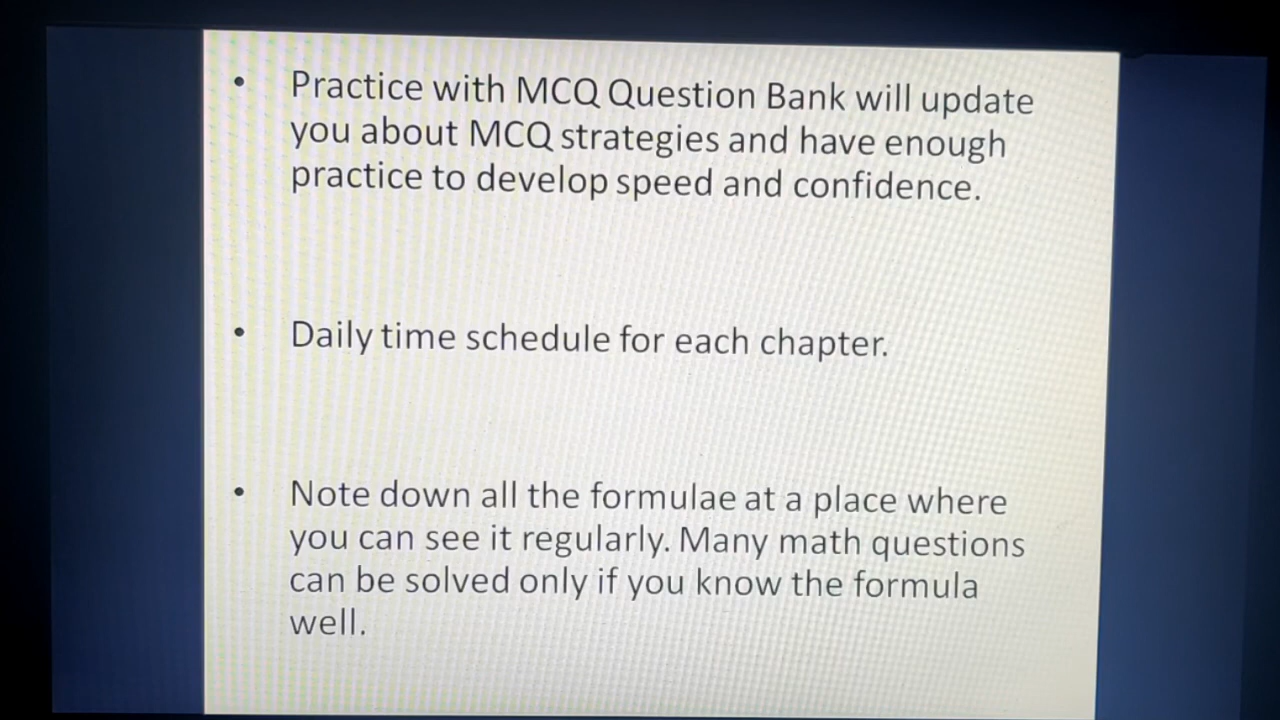 • Practice with MCQ Question Bank will update
you about MCQ strategies and have enough
practice to develop speed and confidence.
• Daily time schedule for each chapter.
• Note down all the formulae at a place where
you can see it regularly. Many math questions
can be solved only if you know the formula
well.